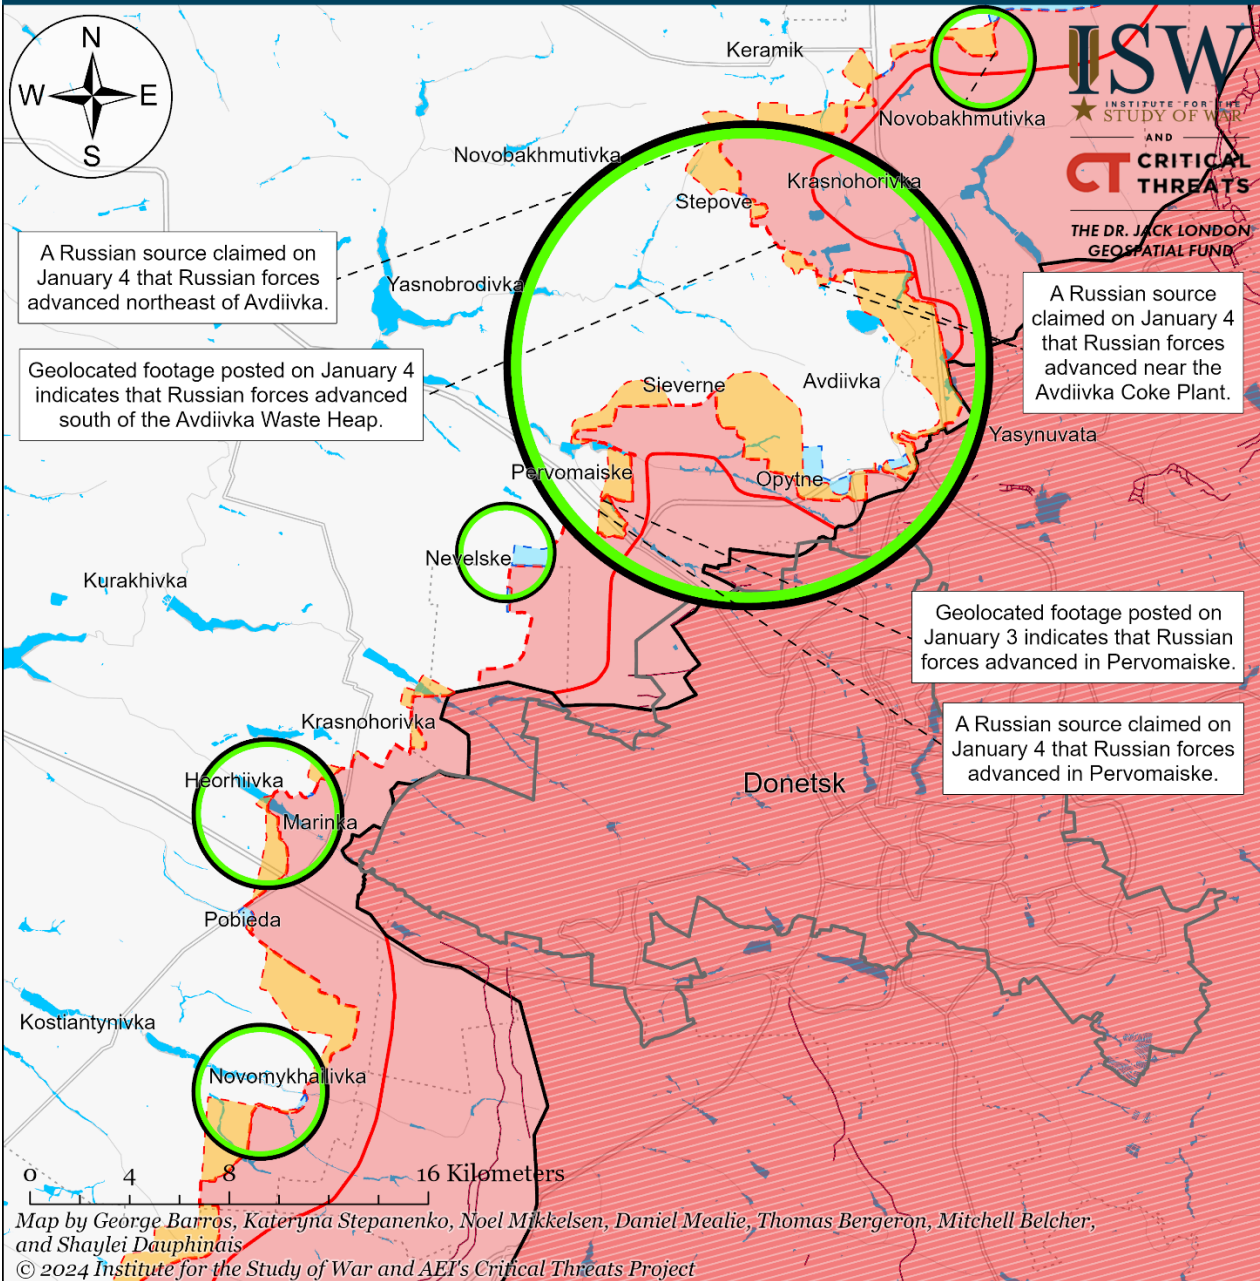 N
W
E
S
Keramik
ISW
INSTITUTE FOR THE
STUDY OF WAR
AND
CT CRITICAL
THREATS
THE DR. JACK LONDON
GEOSPATIAL FUND
Novobakhmutivka
Novobakhmutivka
Krasnohorivka
Stepove
A Russian source claimed on
January 4 that Russian forces
advanced northeast of Avdiivka.
Yasnobrodivka
A Russian source
claimed on January 4
that Russian forces
advanced near the
Avdiivka Coke Plant.
Geolocated footage posted on January 4
indicates that Russian forces advanced
south of the Avdiivka Waste Heap.
Sieverne
Avdiivka
Yasynuvata
Pervomaiske
Opytne
Nevelske
Kurakhivka
Geolocated footage posted on
January 3 indicates that Russian
forces advanced in Pervomaiske.
Krasnohorivka
A Russian source claimed on
January 4 that Russian forces
advanced in Pervomaiske.
Heorhiivka
Donetsk
Marinka
Pobieda
Kostiantynivka
Novomykhailivka
0 4 8 16 Kilometers
Map by George Barros, Kateryna Stepanenko, Noel Mikkelsen, Daniel Mealie, Thomas Bergeron, Mitchell Belcher,
and Shaylei Dauphinais
© 2024 Institute for the Study of War and AEI's Critical Threats Project